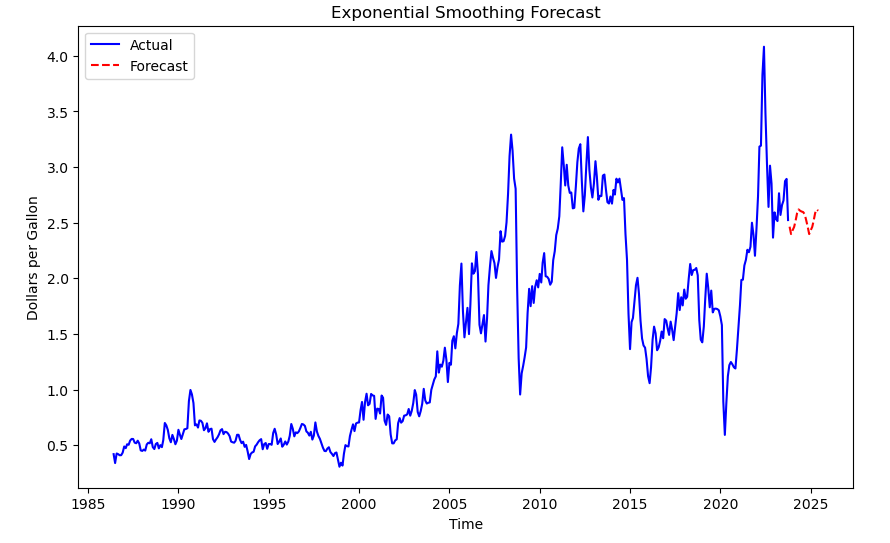 Exponential Smoothing Forecast
Actual
Forecast
4.0
3.5
3.0
2.5
2.0
1.5
1.0
0.5
Dollars per Gallon
1985 1990 1995 2000 2005 2010 2015 2020 2025
Time